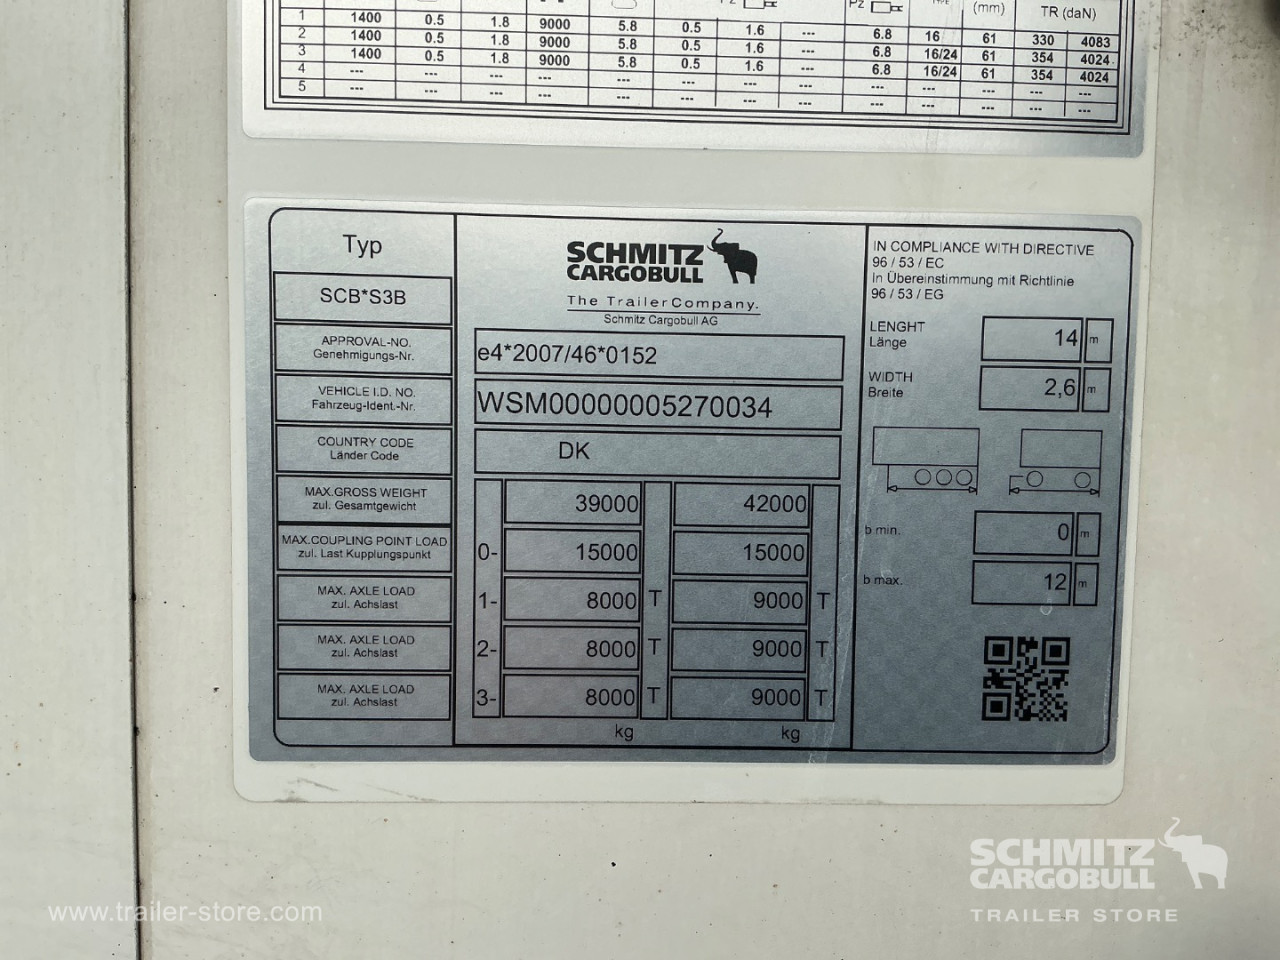 Pz Pz (mm) TR (daN)
1 1400 0.5 1.8 9000 5.8 0.5 1.6 --- 6.8 16 61 330 4083
2 1400 0.5 1.8 9000 5.8 0.5 1.6 --- 6.8 16/24 61 354 4024
3 1400 0.5 1.8 9000 5.8 0.5 1.6 --- 6.8 16/24 61 354 4024
4 --- --- --- --- --- --- --- --- --- --- --- --- ---
5 --- --- --- --- --- --- --- --- --- --- --- --- ---
Typ
SCB*S3B
SCHMITZ
CARGOBULL
The Trailer Company.
Schmitz Cargobull AG
APPROVAL-NO.
Genehmigungs-Nr.
e4*2007/46*0152
VEHICLE I.D. NO.
Fahrzeug-Ident.-Nr.
WSM00000005270034
COUNTRY CODE
Länder Code
DK
MAX.GROSS WEIGHT
zul. Gesamtgewicht
39000 42000
MAX.COUPLING POINT LOAD
zul. Last Kupplungspunkt
0- 15000 15000
MAX. AXLE LOAD
zul. Achslast
1- 8000 T 9000 T
MAX. AXLE LOAD
zul. Achslast
2- 8000 T 9000 T
MAX. AXLE LOAD
zul. Achslast
3- 8000 T 9000 T
kg kg
IN COMPLIANCE WITH DIRECTIVE
96 / 53 / EC
In Übereinstimmung mit Richtlinie
96 / 53 / EG
LENGHT
Länge
14 m
WIDTH
Breite
2,6 m
b min. 0 m
b max. 12 m
SCHMITZ
CARGOBULL
TRAILER STORE
www.trailer-store.com